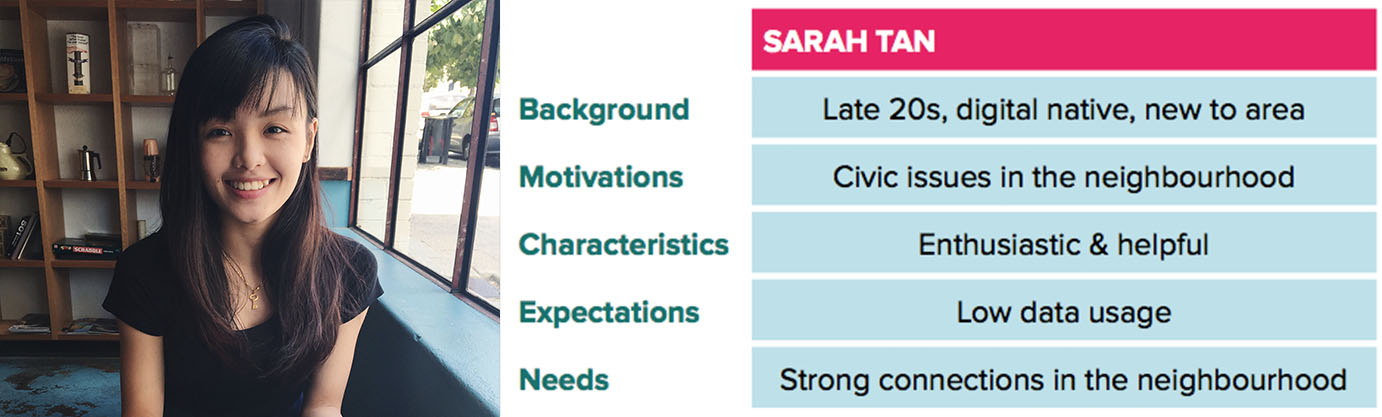 SARAH TAN
Background Late 20s, digital native, new to area
Motivations Civic issues in the neighbourhood
Characteristics Enthusiastic & helpful
Expectations Low data usage
Needs Strong connections in the neighbourhood
SCRABBLE